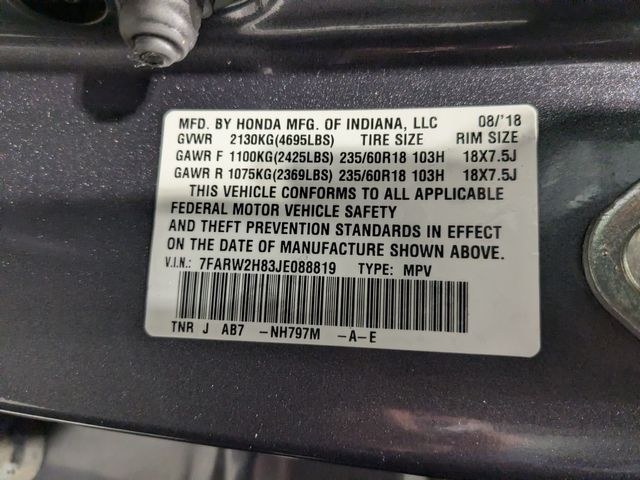 MFD. BY HONDA MFG. OF INDIANA, LLC 08/'18
GVWR 2130KG(4695LBS) TIRE SIZE RIM SIZE
GAWR F 1100KG(2425LBS) 235/60R18 103H 18X7.5J
GAWR R 1075KG(2369LBS) 235/60R18 103H 18X7.5J
THIS VEHICLE CONFORMS TO ALL APPLICABLE
FEDERAL MOTOR VEHICLE SAFETY
AND THEFT PREVENTION STANDARDS IN EFFECT
ON THE DATE OF MANUFACTURE SHOWN ABOVE.
V.I.N.: 7FARW2H83JE088819 TYPE: MPV
TNR J AB7 -NH797M -A-E